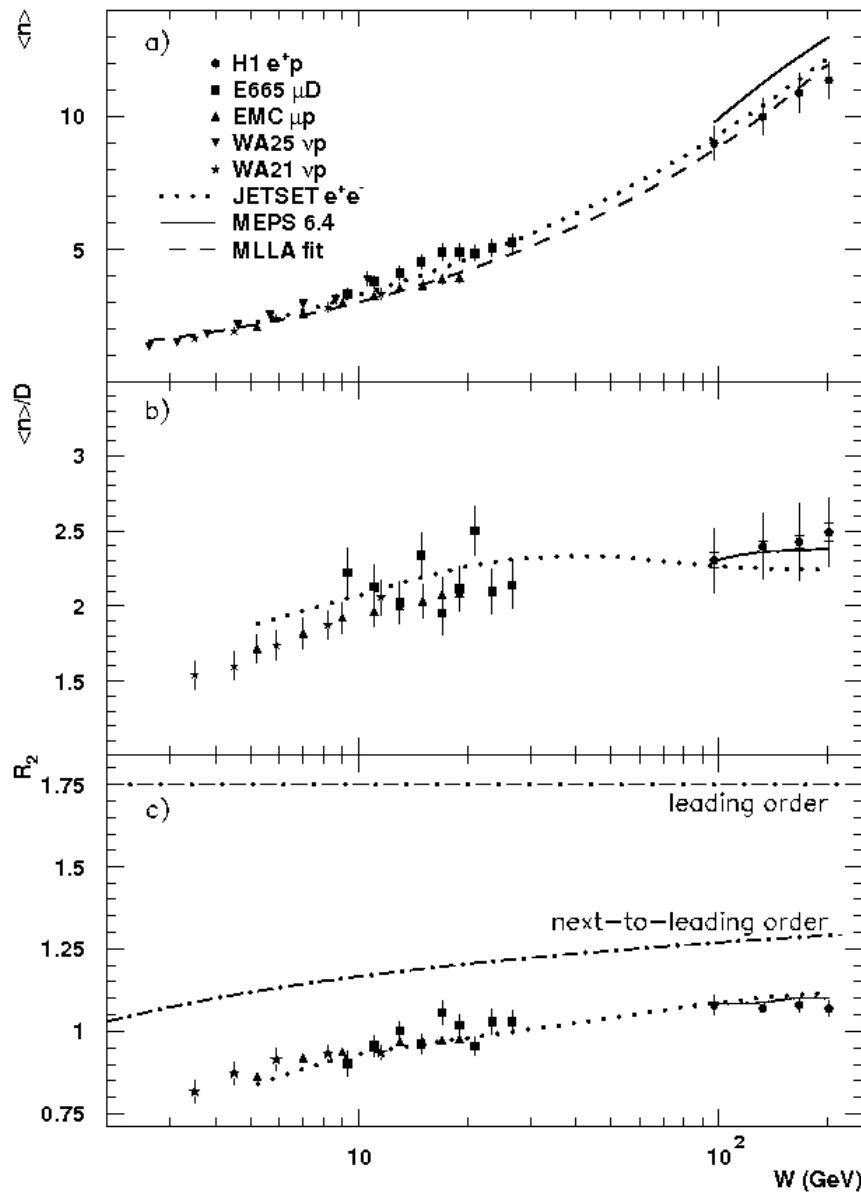 <n>
a)
H1 e⁺p
E665 μD
EMC μp
WA25 νp
WA21 νp
JETSET e⁺e⁻
MEPS 6.4
MLLA fit
10
5
<n>/D
b)
3
2.5
2
1.5
R₂
c)
1.75
leading order
1.5
next-to-leading order
1.25
1
0.75
10
10²
W (GeV)